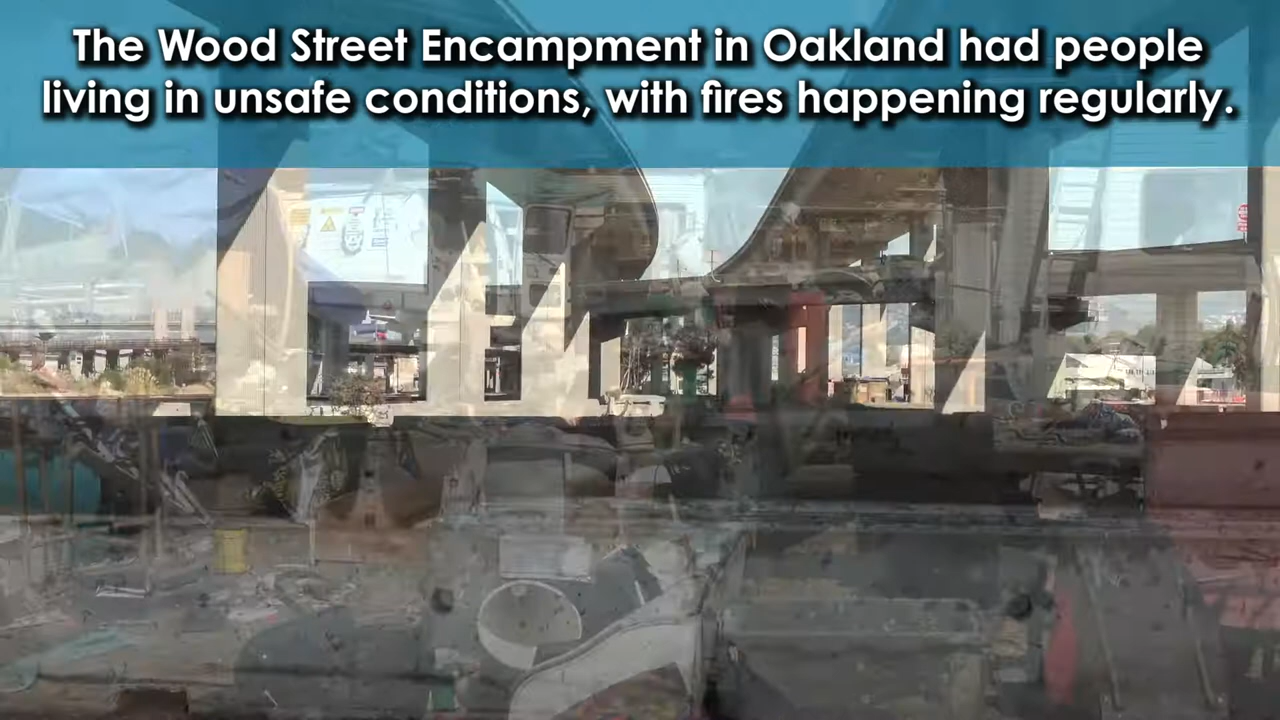 The Wood Street Encampment in Oakland had people
living in unsafe conditions, with fires happening regularly.